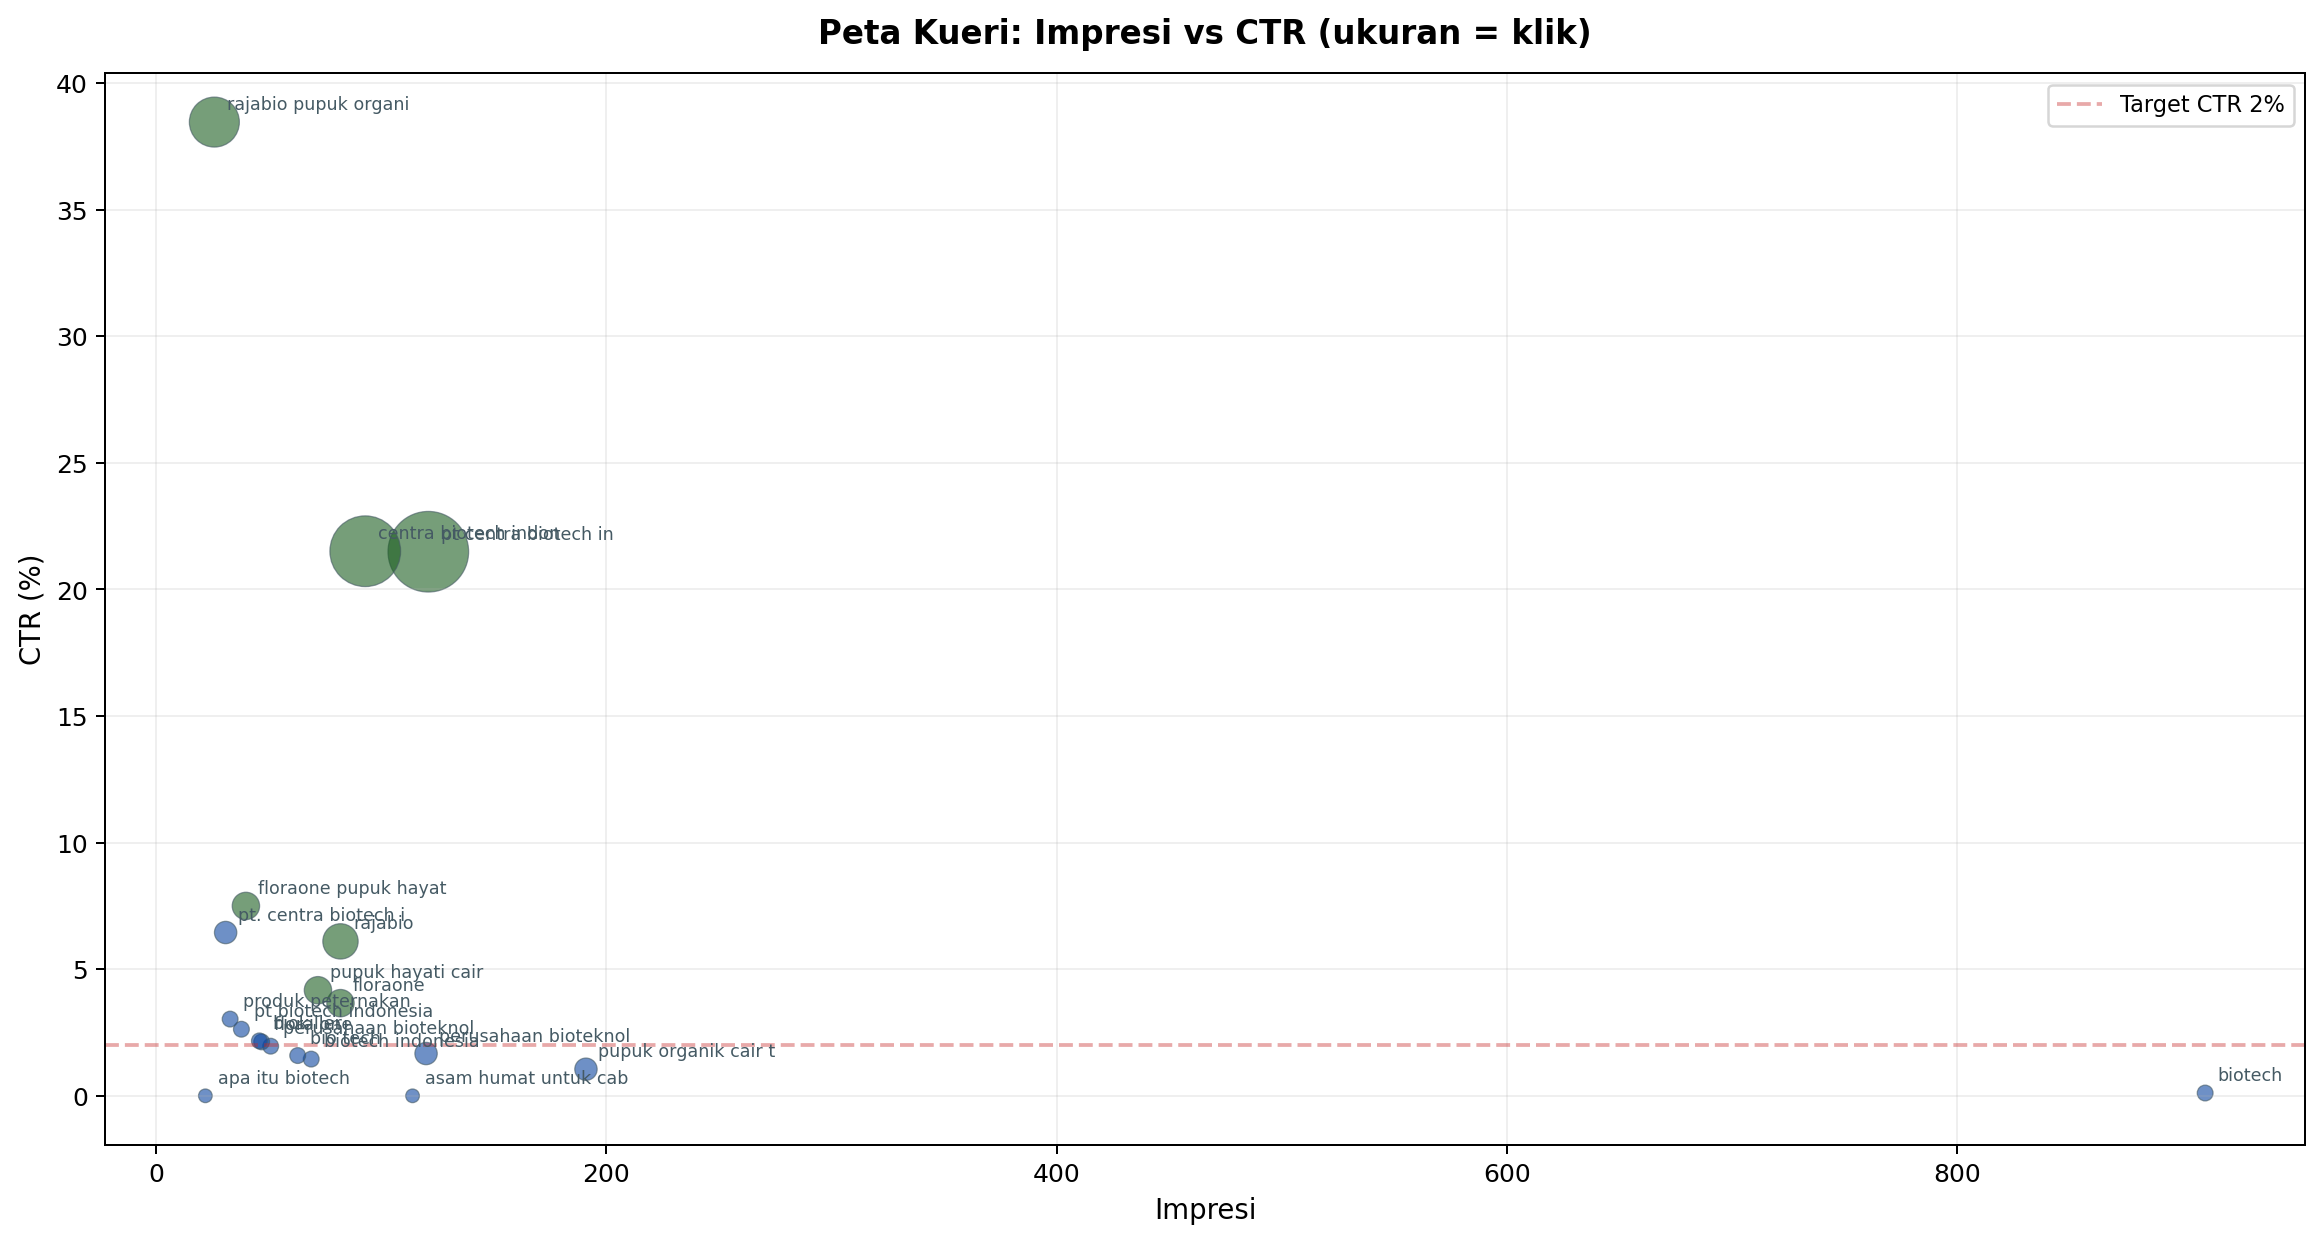 Peta Kueri: Impresi vs CTR (ukuran = klik)
Target CTR 2%
CTR (%)
40
35
30
25
20
15
10
5
0
rajabio pupuk organi
centra biotech indon
pt centra biotech in
floraone pupuk hayat
pt. centra biotech i
rajabio
pupuk hayati cair
floraone
produk peternakan
pt biotech indonesia
perusahaan bioteknol
bio tech
biotech indonesia
perusahaan bioteknol
pupuk organik cair t
apa itu biotech
asam humat untuk cab
biotech
0
200
400
600
800
Impresi